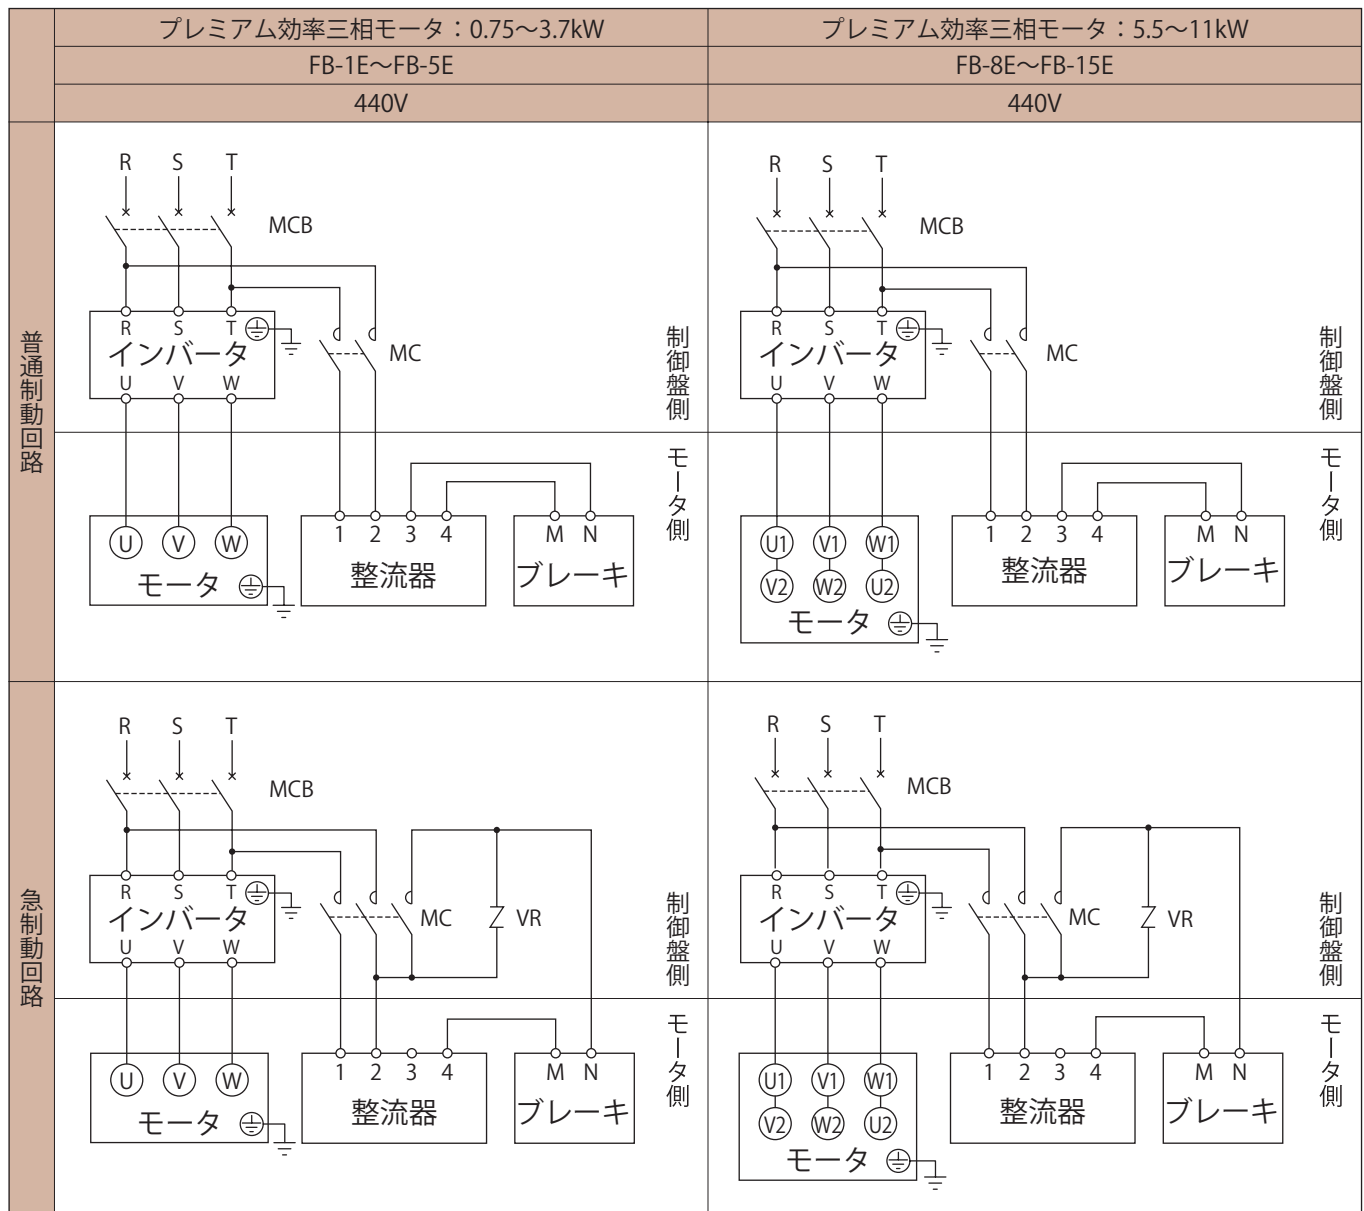 プレミアム効率三相モータ：0.75～3.7kW
プレミアム効率三相モータ：5.5～11kW
FB-1E～FB-5E
FB-8E～FB-15E
440V
440V
普通制動回路
R S T
MCB
R S T
インバータ
U V W
MC
制御盤側
モータ側
U V W
モータ
1 2 3 4
整流器
M N
ブレーキ
R S T
MCB
R S T
インバータ
U V W
MC
制御盤側
モータ側
U1 V1 W1
V2 W2 U2
モータ
1 2 3 4
整流器
M N
ブレーキ
急制動回路
R S T
MCB
R S T
インバータ
U V W
MC
VR
制御盤側
モータ側
U V W
モータ
1 2 3 4
整流器
M N
ブレーキ
R S T
MCB
R S T
インバータ
U V W
MC
VR
制御盤側
モータ側
U1 V1 W1
V2 W2 U2
モータ
1 2 3 4
整流器
M N
ブレーキ